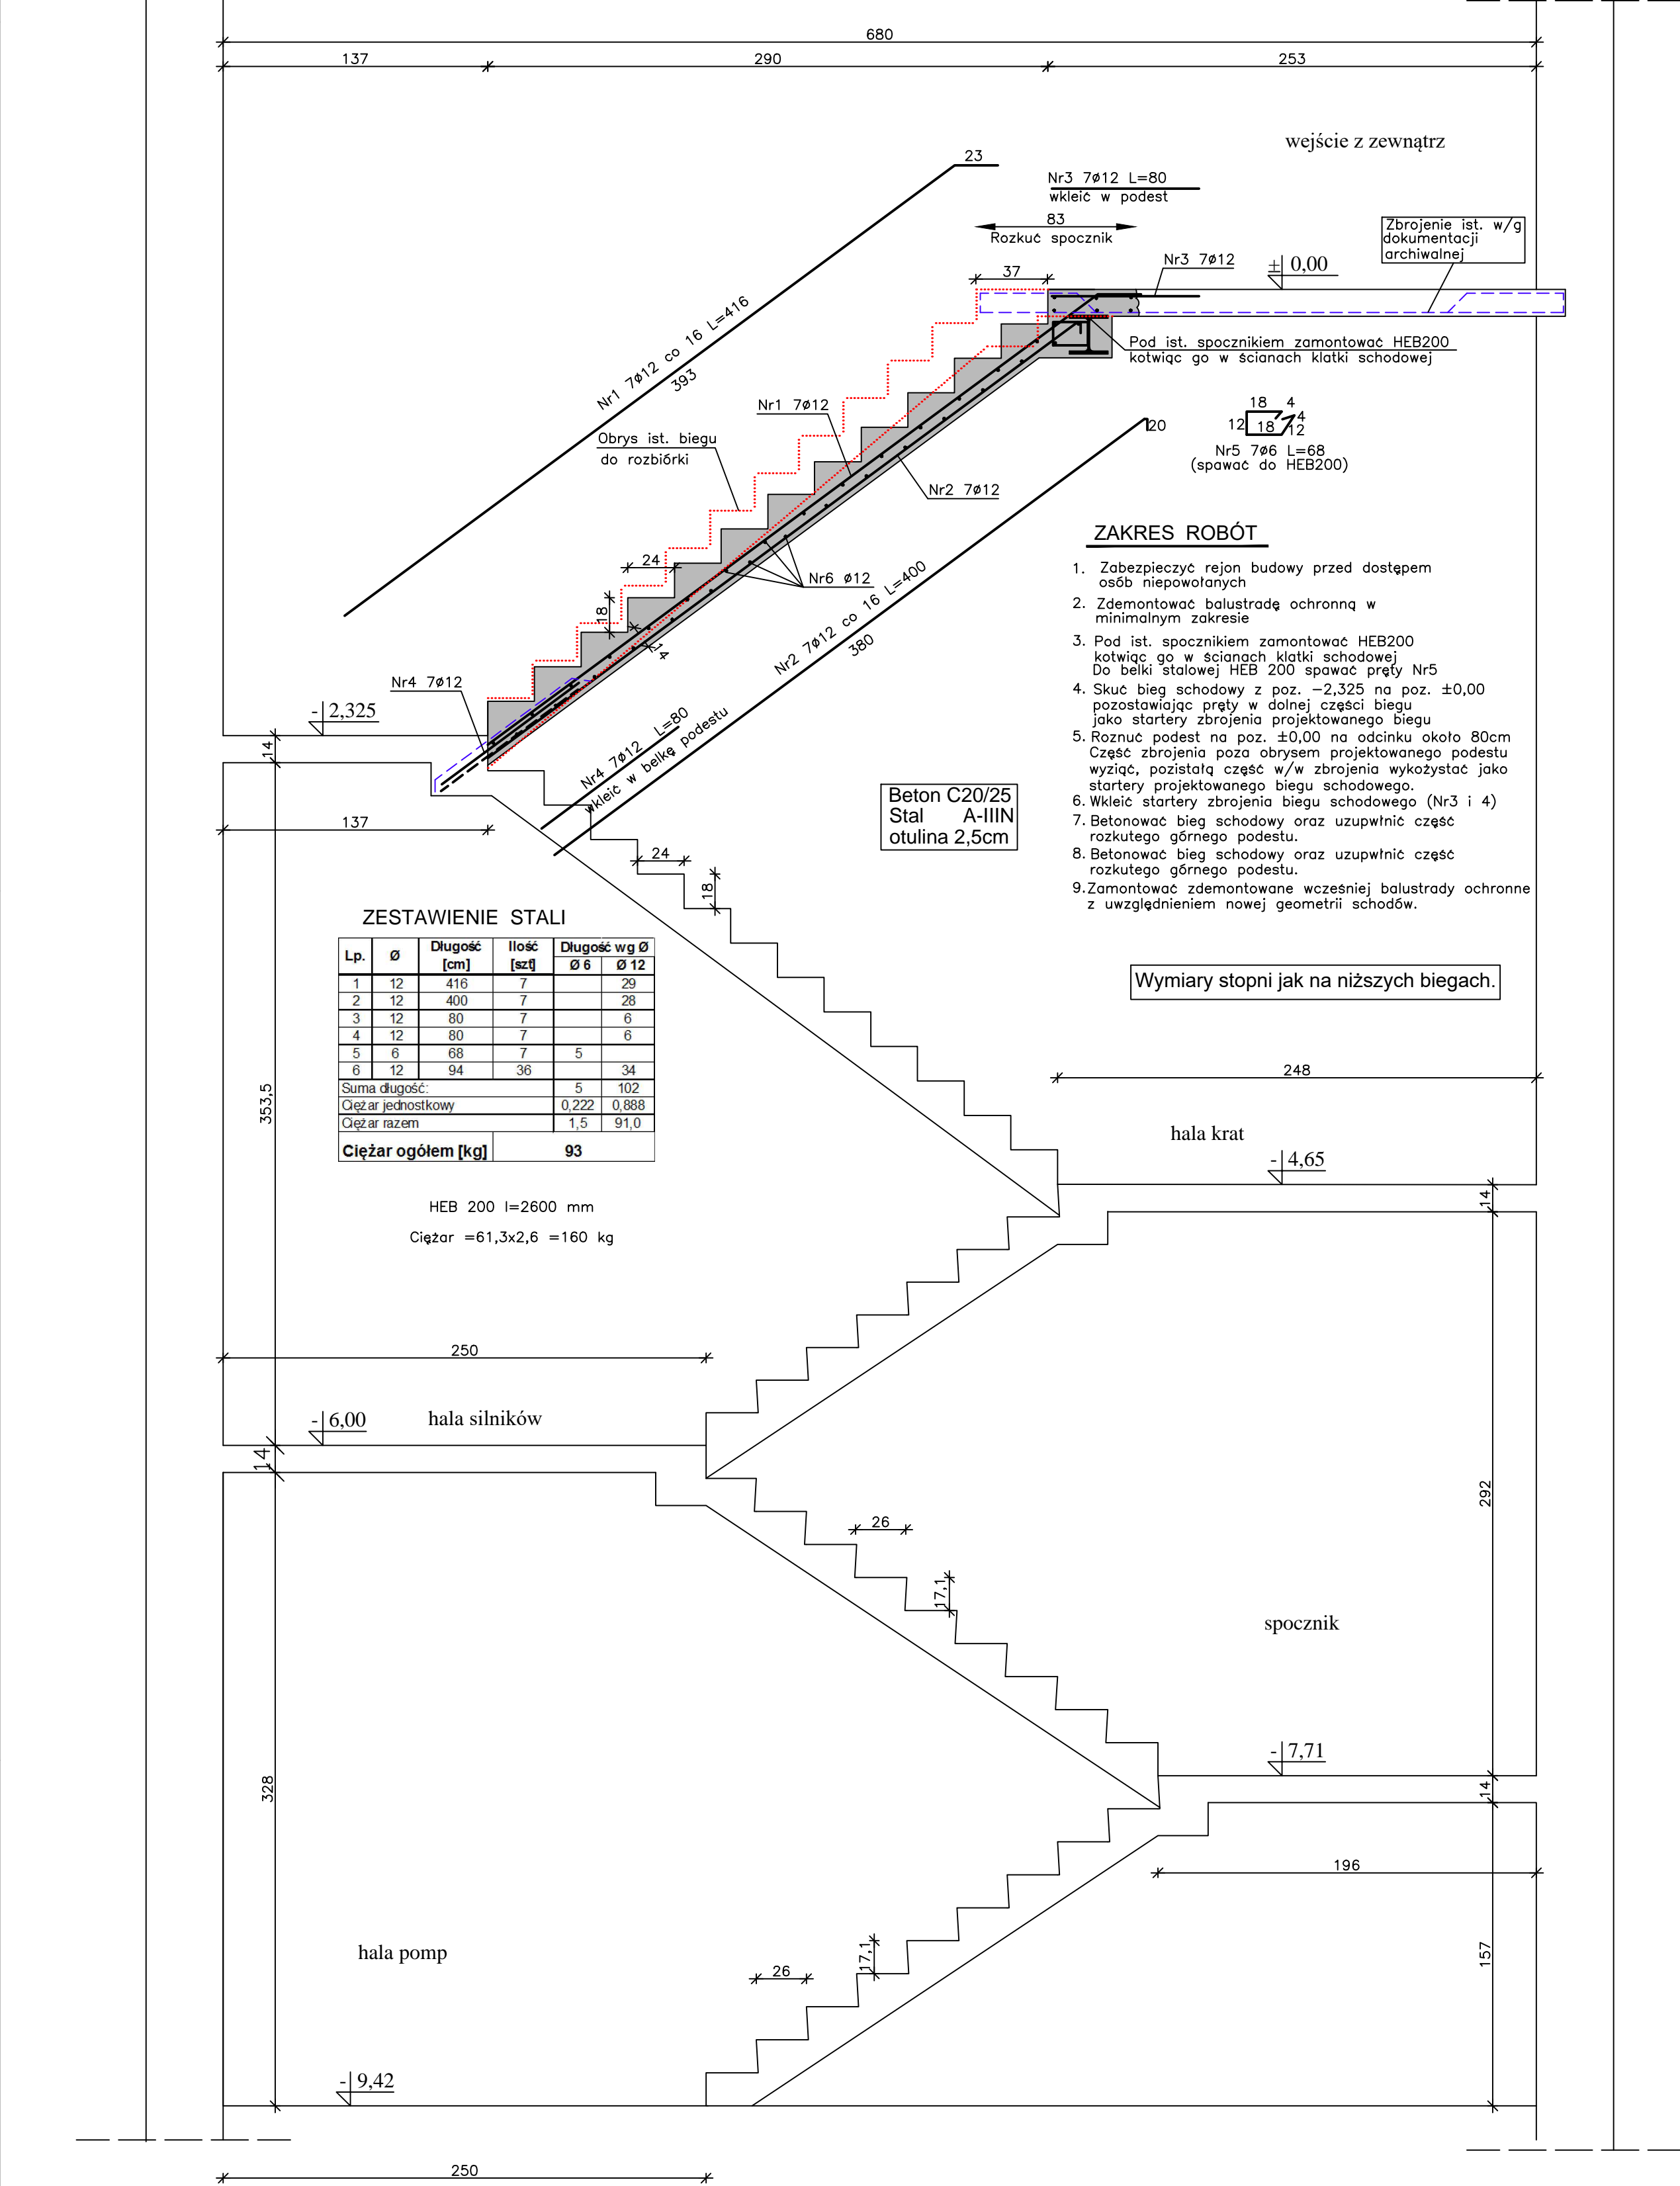 680
137
290
253
wejście z zewnątrz
23
Nr3 7ø12 L=80
wkleić w podest
83
Rozkuć spocznik
Zbrojenie ist. w/g
dokumentacji
archiwalnej
37
Nr3 7ø12
± 0,00
Nr1 7ø12 co 16 L=416
393
Pod ist. spocznikiem zamontować HEB200
kotwiąc go w ścianach klatki schodowej
Nr1 7ø12
Obrys ist. biegu
do rozbiórki
20
18 4
4
12 18 12
Nr5 7ø6 L=68
(spawać do HEB200)
Nr2 7ø12
ZAKRES ROBÓT
1. Zabezpieczyć rejon budowy przed dostępem
osób niepowołanych
2. Zdemontować balustradę ochronną w
minimalnym zakresie
3. Pod ist. spocznikiem zamontować HEB200
kotwiąc go w ścianach klatki schodowej
Do belki stalowej HEB 200 spawać pręty Nr5
4. Skuć bieg schodowy z poz. −2,325 na poz. ±0,00
pozostawiając pręty w dolnej części biegu
jako startery zbrojenia projektowanego biegu
5. Roznuć podest na poz. ±0,00 na odcinku około 80cm
Część zbrojenia poza obrysem projektowanego podestu
wyziąć, pozistałą część w/w zbrojenia wykożystać jako
startery projektowanego biegu schodowego.
6. Wkleić startery zbrojenia biegu schodowego (Nr3 i 4)
7. Betonować bieg schodowy oraz uzupwłnić część
rozkutego górnego podestu.
8. Betonować bieg schodowy oraz uzupwłnić część
rozkutego górnego podestu.
9. Zamontować zdemontowane wcześniej balustrady ochronne
z uwzględnieniem nowej geometrii schodów.
24
18
14
Nr6 ø12
Nr2 7ø12 co 16 L=400
380
Nr4 7ø12
-2,325
14
Nr4 7ø12 L=80
wkleić w belkę podestu
137
Beton C20/25
Stal A-IIIN
otulina 2,5cm
24
18
ZESTAWIENIE STALI
Lp. Ø Długość [cm] Ilość [szt] Długość wg Ø
Ø 6 Ø 12
1 12 416 7 29
2 12 400 7 28
3 12 80 7 6
4 12 80 7 6
5 6 68 7 5
6 12 94 36 34
Suma długość: 5 102
Ciężar jednostkowy 0,222 0,888
Ciężar razem 1,5 91,0
Ciężar ogółem [kg] 93
Wymiary stopni jak na niższych biegach.
353,5
248
hala krat
-4,65
14
HEB 200 l=2600 mm
Ciężar =61,3x2,6 =160 kg
250
-6,00
hala silników
14
292
26
17,1
spocznik
-7,71
14
328
196
hala pomp
26
17,1
157
-9,42
250